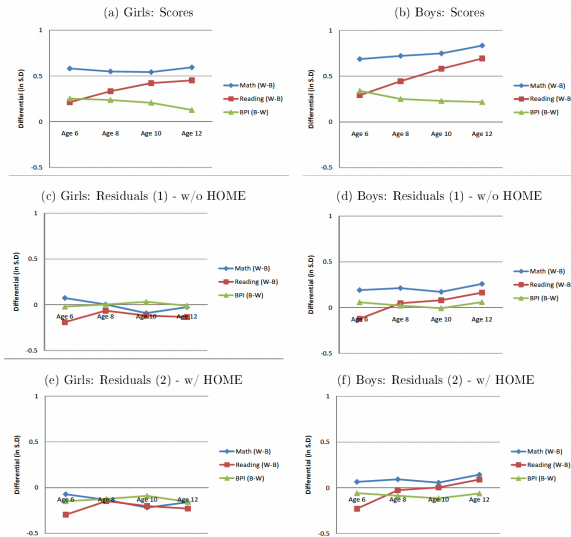 (a) Girls: Scores
1
0.5
0
-0.5
Differential (in S.D)
Age 6 Age 8 Age 10 Age 12
Math (W-B)
Reading (W-B)
BPI (B-W)
(b) Boys: Scores
1
0.5
0
-0.5
Differential (in S.D)
Age 6 Age 8 Age 10 Age 12
Math (W-B)
Reading (W-B)
BPI (B-W)
(c) Girls: Residuals (1) - w/o HOME
1
0.5
0
-0.5
Differential (in S.D)
Age 6 Age 8 Age 10 Age 12
Math (W-B)
Reading (W-B)
BPI (B-W)
(d) Boys: Residuals (1) - w/o HOME
1
0.5
0
-0.5
Differential (in S.D)
Age 6 Age 8 Age 10 Age 12
Math (W-B)
Reading (W-B)
BPI (B-W)
(e) Girls: Residuals (2) - w/ HOME
1
0.5
0
-0.5
Differential (in S.D)
Age 6 Age 8 Age 10 Age 12
Math (W-B)
Reading (W-B)
BPI (B-W)
(f) Boys: Residuals (2) - w/ HOME
1
0.5
0
-0.5
Differential (in S.D)
Age 6 Age 8 Age 10 Age 12
Math (W-B)
Reading (W-B)
BPI (B-W)